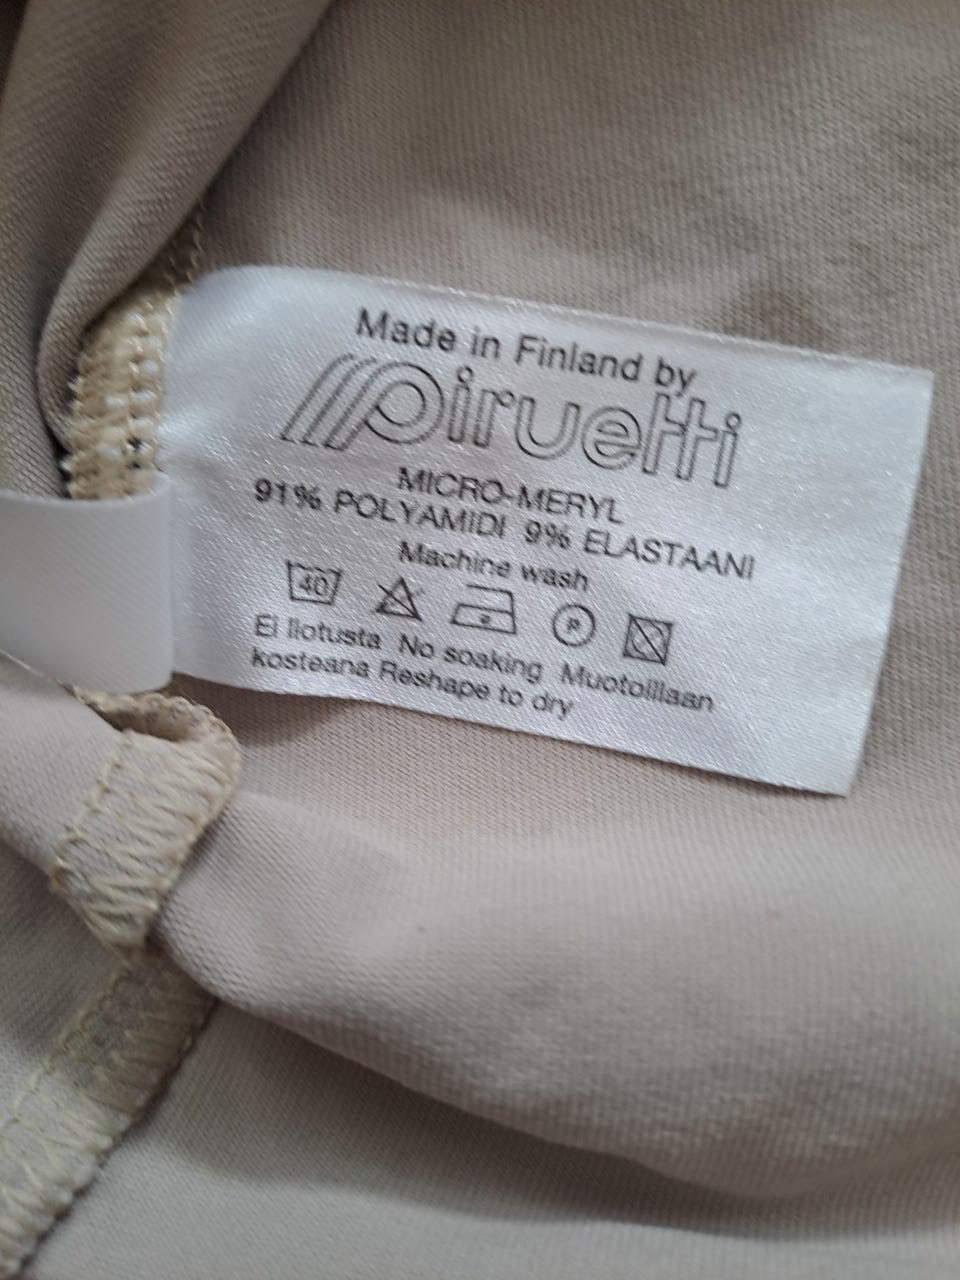 Made in Finland by
Piruetti
MICRO-MERYL
91% POLYAMIDI 9% ELASTAANI
Machine wash
40 P
Ei liotusta No soaking Muotoillaan
kosteana Reshape to dry